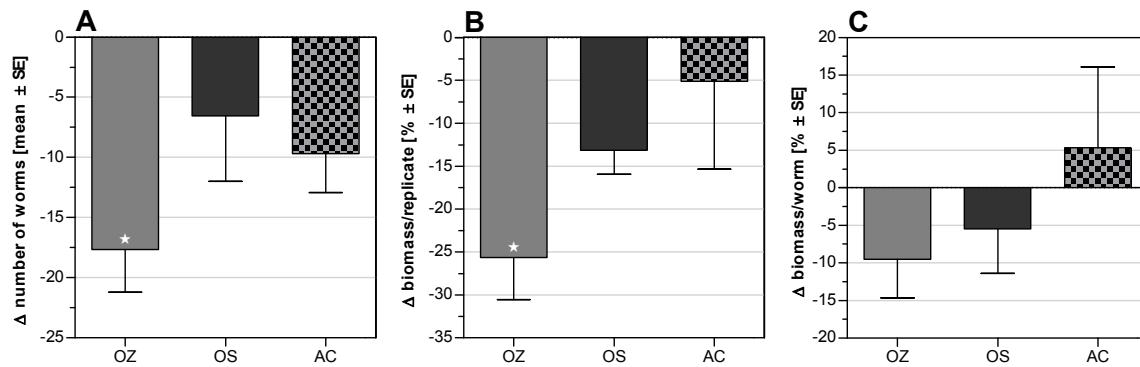 A
Δ number of worms [mean ± SE]
0
-5
-10
-15
-20
-25
OZ OS AC
B
Δ biomass/replicate [% ± SE]
0
-5
-10
-15
-20
-25
-30
-35
OZ OS AC
C
Δ biomass/worm [% ± SE]
20
15
10
5
0
-5
-10
-15
-20
OZ OS AC